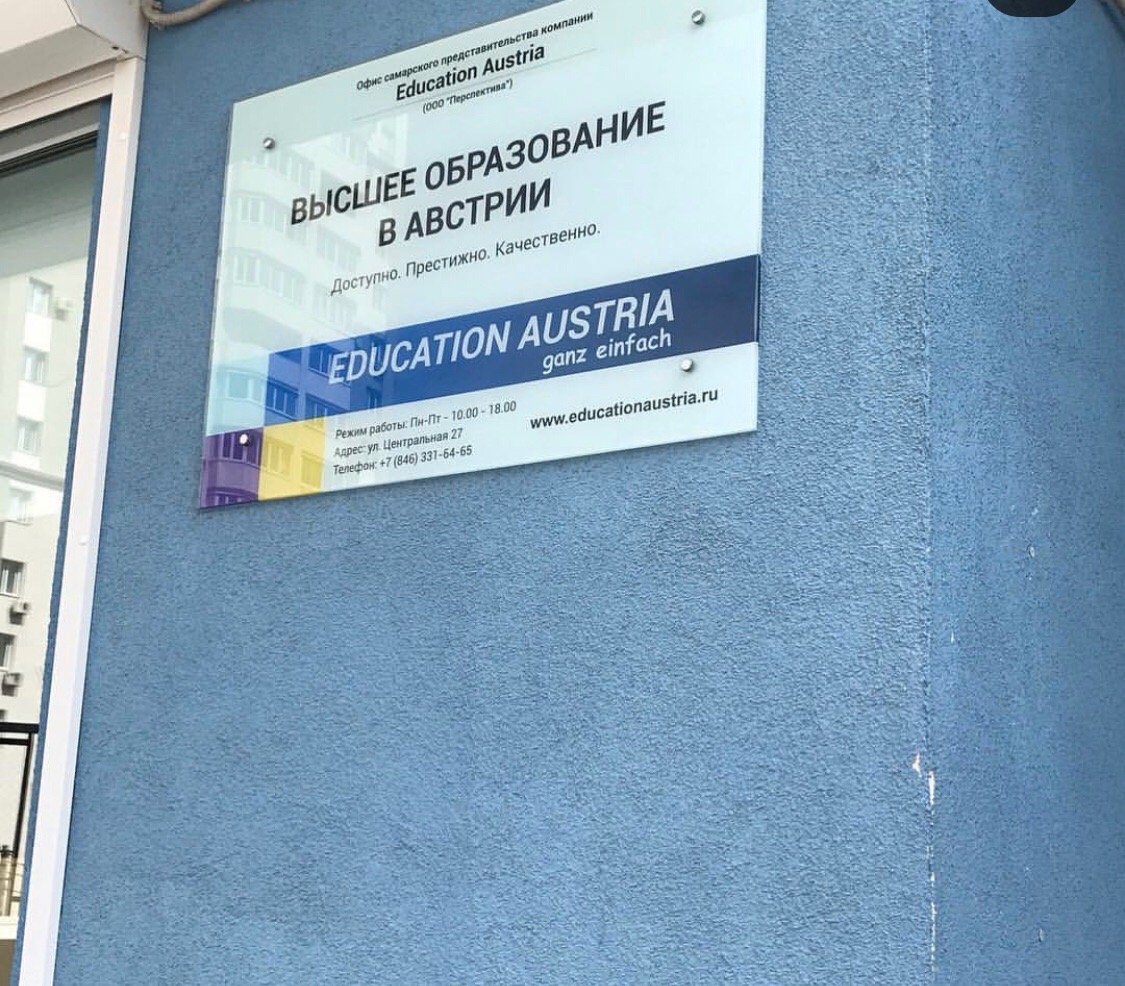 Офис самарского представительства компании
Education Austria
(ООО "Перспектива")
ВЫСШЕЕ ОБРАЗОВАНИЕ
В АВСТРИИ
Доступно. Престижно. Качественно.
EDUCATION AUSTRIA
ganz einfach
Режим работы: Пн-Пт - 10.00 - 18.00
Адрес: ул. Центральная 27
Телефон: +7 (846) 331-64-65
www.educationaustria.ru